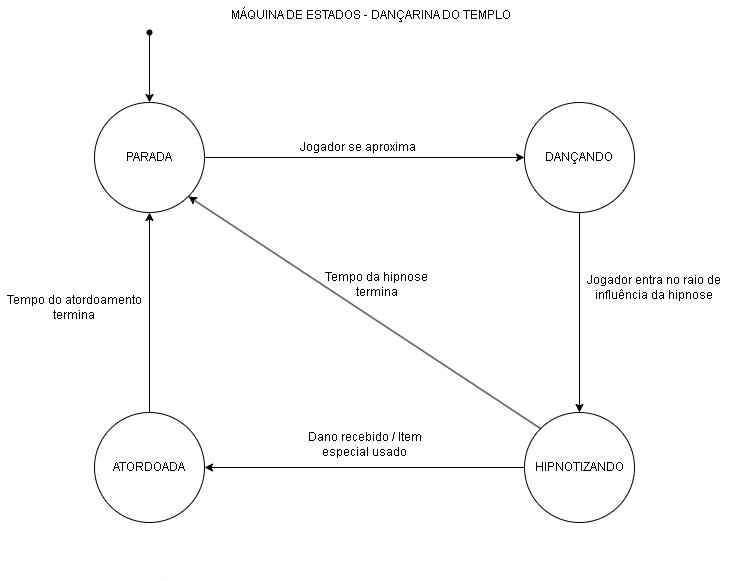 MÁQUINA DE ESTADOS - DANÇARINA DO TEMPLO
PARADA
Jogador se aproxima
DANÇANDO
Tempo da hipnose
termina
Jogador entra no raio de
influência da hipnose
Tempo do atordoamento
termina
Dano recebido / Item
especial usado
ATORDOADA
HIPNOTIZANDO